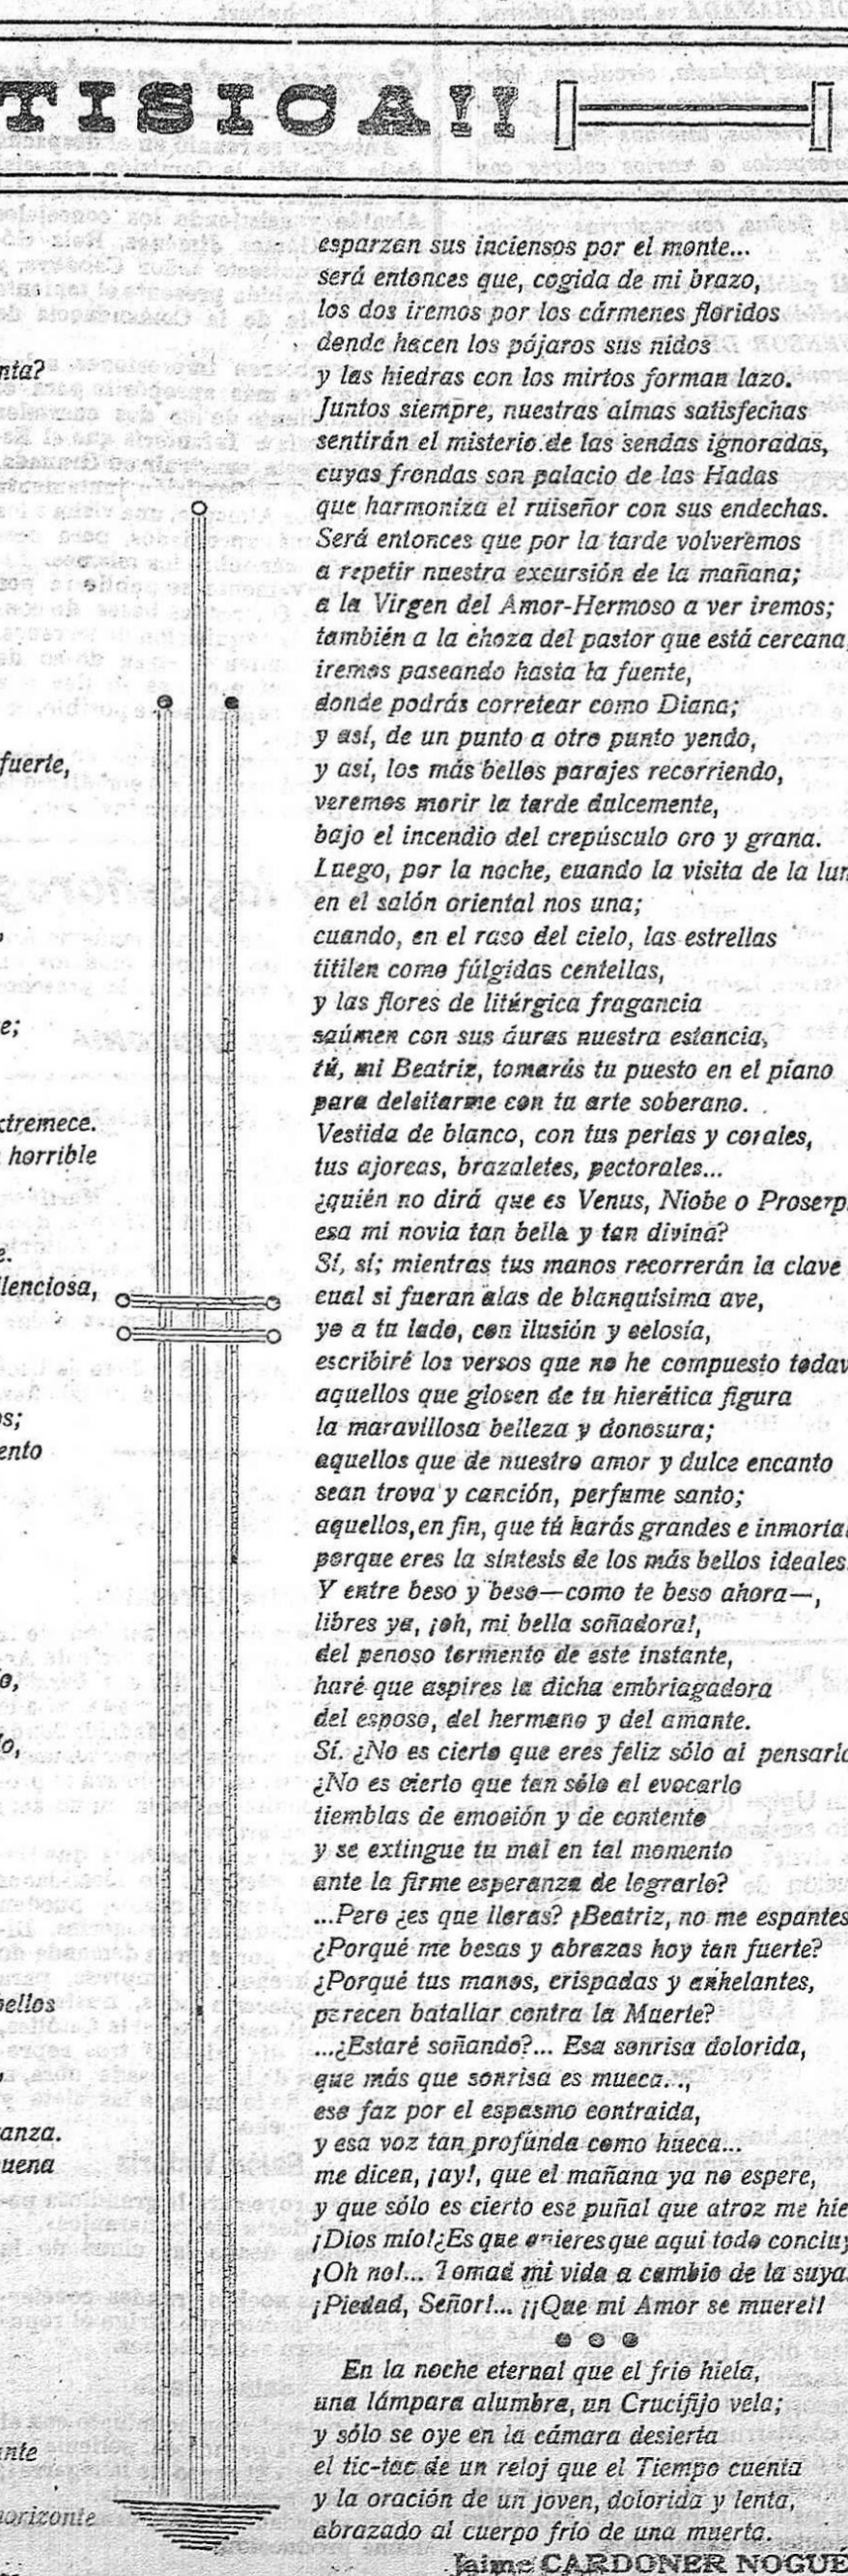 TISICA!!
nta?
fuerte,
e;
xtremece.
horrible
e.
ilenciosa,
os;
ento
o,
lo,
bellos
anza.
uena
nte
horizonte
esparzan sus inciensos por el monte...
será entonces que, cogida de mi brazo,
los dos iremos por los cármenes floridos
donde hacen los pájaros sus nidos
y las hiedras con los mirtos forman lazo.
Juntos siempre, nuestras almas satisfechas
sentirán el misterio de las sendas ignoradas,
cuyas frondas son palacio de las Hadas
que harmoniza el ruiseñor con sus endechas.
Será entonces que por la tarde volveremos
a repetir nuestra excursión de la mañana;
a la Virgen del Amor-Hermoso a ver iremos;
también a la choza del pastor que está cercana,
iremos paseando hasta la fuente,
donde podrás corretear como Diana;
y así, de un punto a otro punto yendo,
y así, los más bellos parajes recorriendo,
veremos morir la tarde dulcemente,
bajo el incendio del crepúsculo oro y grana.
Luego, por la noche, cuando la visita de la lun
en el salón oriental nos una;
cuando, en el raso del cielo, las estrellas
titilen como fúlgidas centellas,
y las flores de litúrgica fragancia
saúmen con sus áuras nuestra estancia,
tú, mi Beatriz, tomarás tu puesto en el piano
para deleitarme con tu arte soberano.
Vestida de blanco, con tus perlas y corales,
tus ajorcas, brazaletes, pectorales...
¿quién no dirá que es Venus, Niobe o Proserp
esa mi novia tan bella y tan divina?
Sí, sí; mientras tus manos recorrerán la clave
cual si fueran alas de blanquísima ave,
yo a tu lado, con ilusión y celosía,
escribiré los versos que no he compuesto todav
aquellos que glosen de tu hierática figura
la maravillosa belleza y donosura;
aquellos que de nuestro amor y dulce encanto
sean trova y canción, perfume santo;
aquellos, en fin, que tú harás grandes e inmortal
porque eres la síntesis de los más bellos ideales.
Y entre beso y beso—como te beso ahora—,
libres ya, ¡oh, mi bella soñadora!,
del penoso tormento de este instante,
haré que aspires la dicha embriagadora
del esposo, del hermano y del amante.
Sí. ¿No es cierto que eres feliz sólo al pensarlo
¿No es cierto que tan sólo al evocarlo
tiemblas de emoción y de contento
y se extingue tu mal en tal momento
ante la firme esperanza de lograrlo?
...Pero ¿es que lloras? ¡Beatriz, no me espantes
¿Porqué me besas y abrazas hoy tan fuerte?
¿Porqué tus manos, crispadas y anhelantes,
parecen batallar contra la Muerte?
...¿Estaré soñando?... Esa sonrisa dolorida,
que más que sonrisa es mueca...,
esa faz por el espasmo contraida,
y esa voz tan profunda como hueca...
me dicen, ¡ay!, que el mañana ya no espere,
y que sólo es cierto ese puñal que atroz me hie
¡Dios mío! ¿Es que quieres que aquí todo concluy
¡Oh no!... Tomad mi vida a cambio de la suya.
¡Piedad, Señor!... ¡¡Que mi Amor se muere!!
En la noche eternal que el frio hiela,
una lámpara alumbra, un Crucifijo vela;
y sólo se oye en la cámara desierta
el tic-tac de un reloj que el Tiempo cuenta
y la oración de un joven, dolorida y lenta,
abrazado al cuerpo frío de una muerta.
Jaime CARDONER NOGUÉ